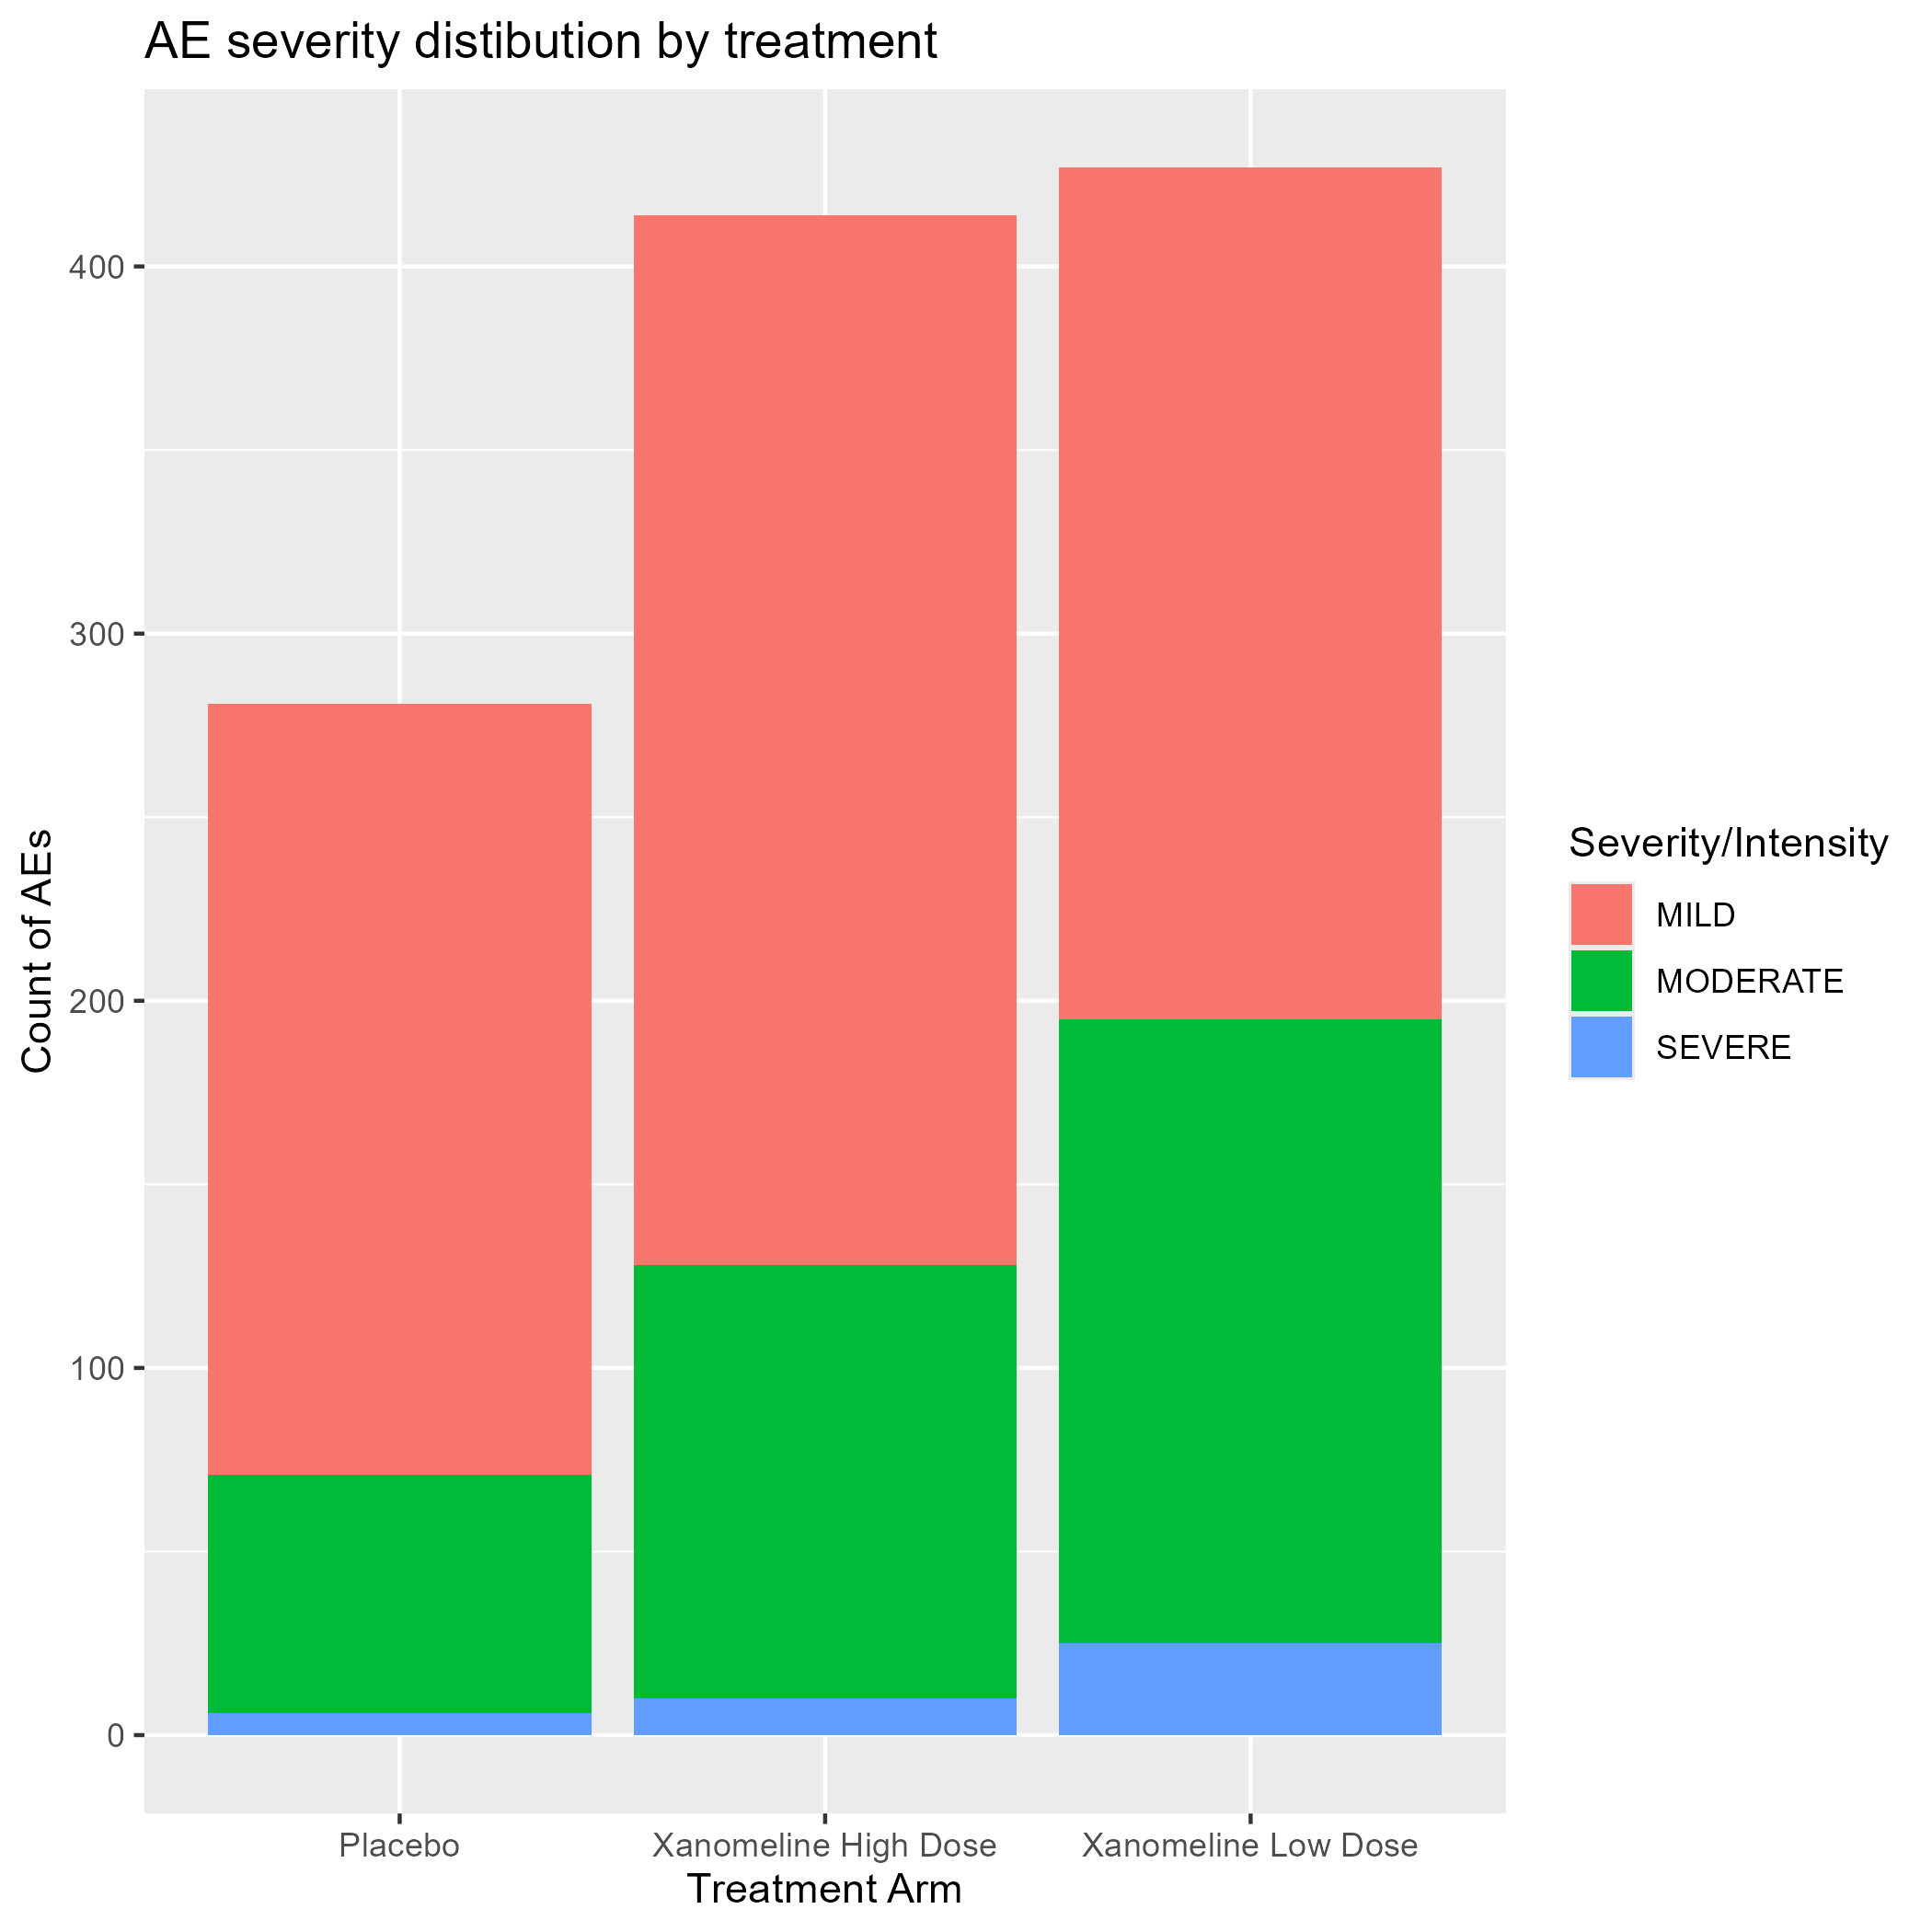 AE severity distibution by treatment
Count of AEs
400
300
200
100
0
Placebo
Xanomeline High Dose
Xanomeline Low Dose
Treatment Arm
Severity/Intensity
MILD
MODERATE
SEVERE